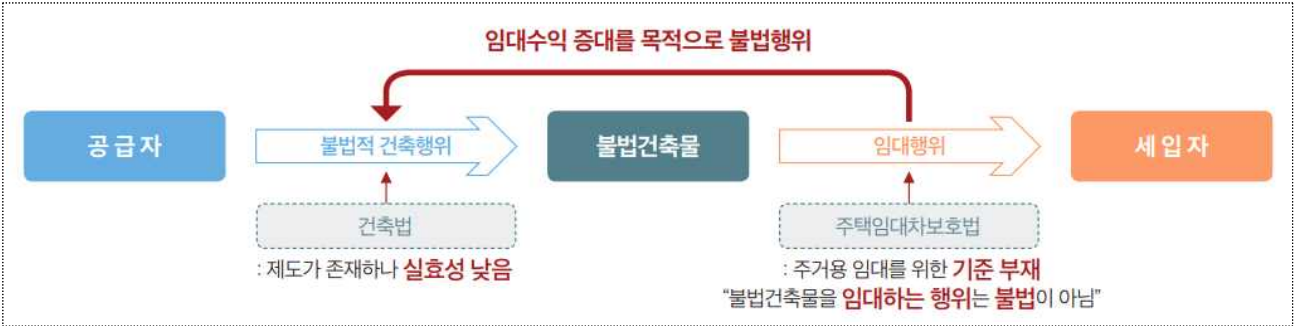 임대수익 증대를 목적으로 불법행위
공급자
불법적 건축행위
불법건축물
임대행위
세입자
건축법
주택임대차보호법
: 제도가 존재하나 실효성 낮음
: 주거용 임대를 위한 기준 부재
“불법건축물을 임대하는 행위는 불법이 아님”